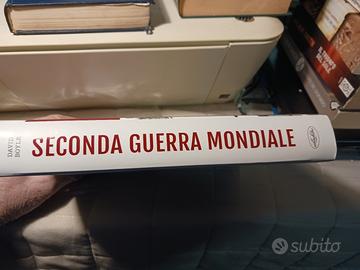 DAVID
BOYLE
SECONDA GUERRA MONDIALE
subito